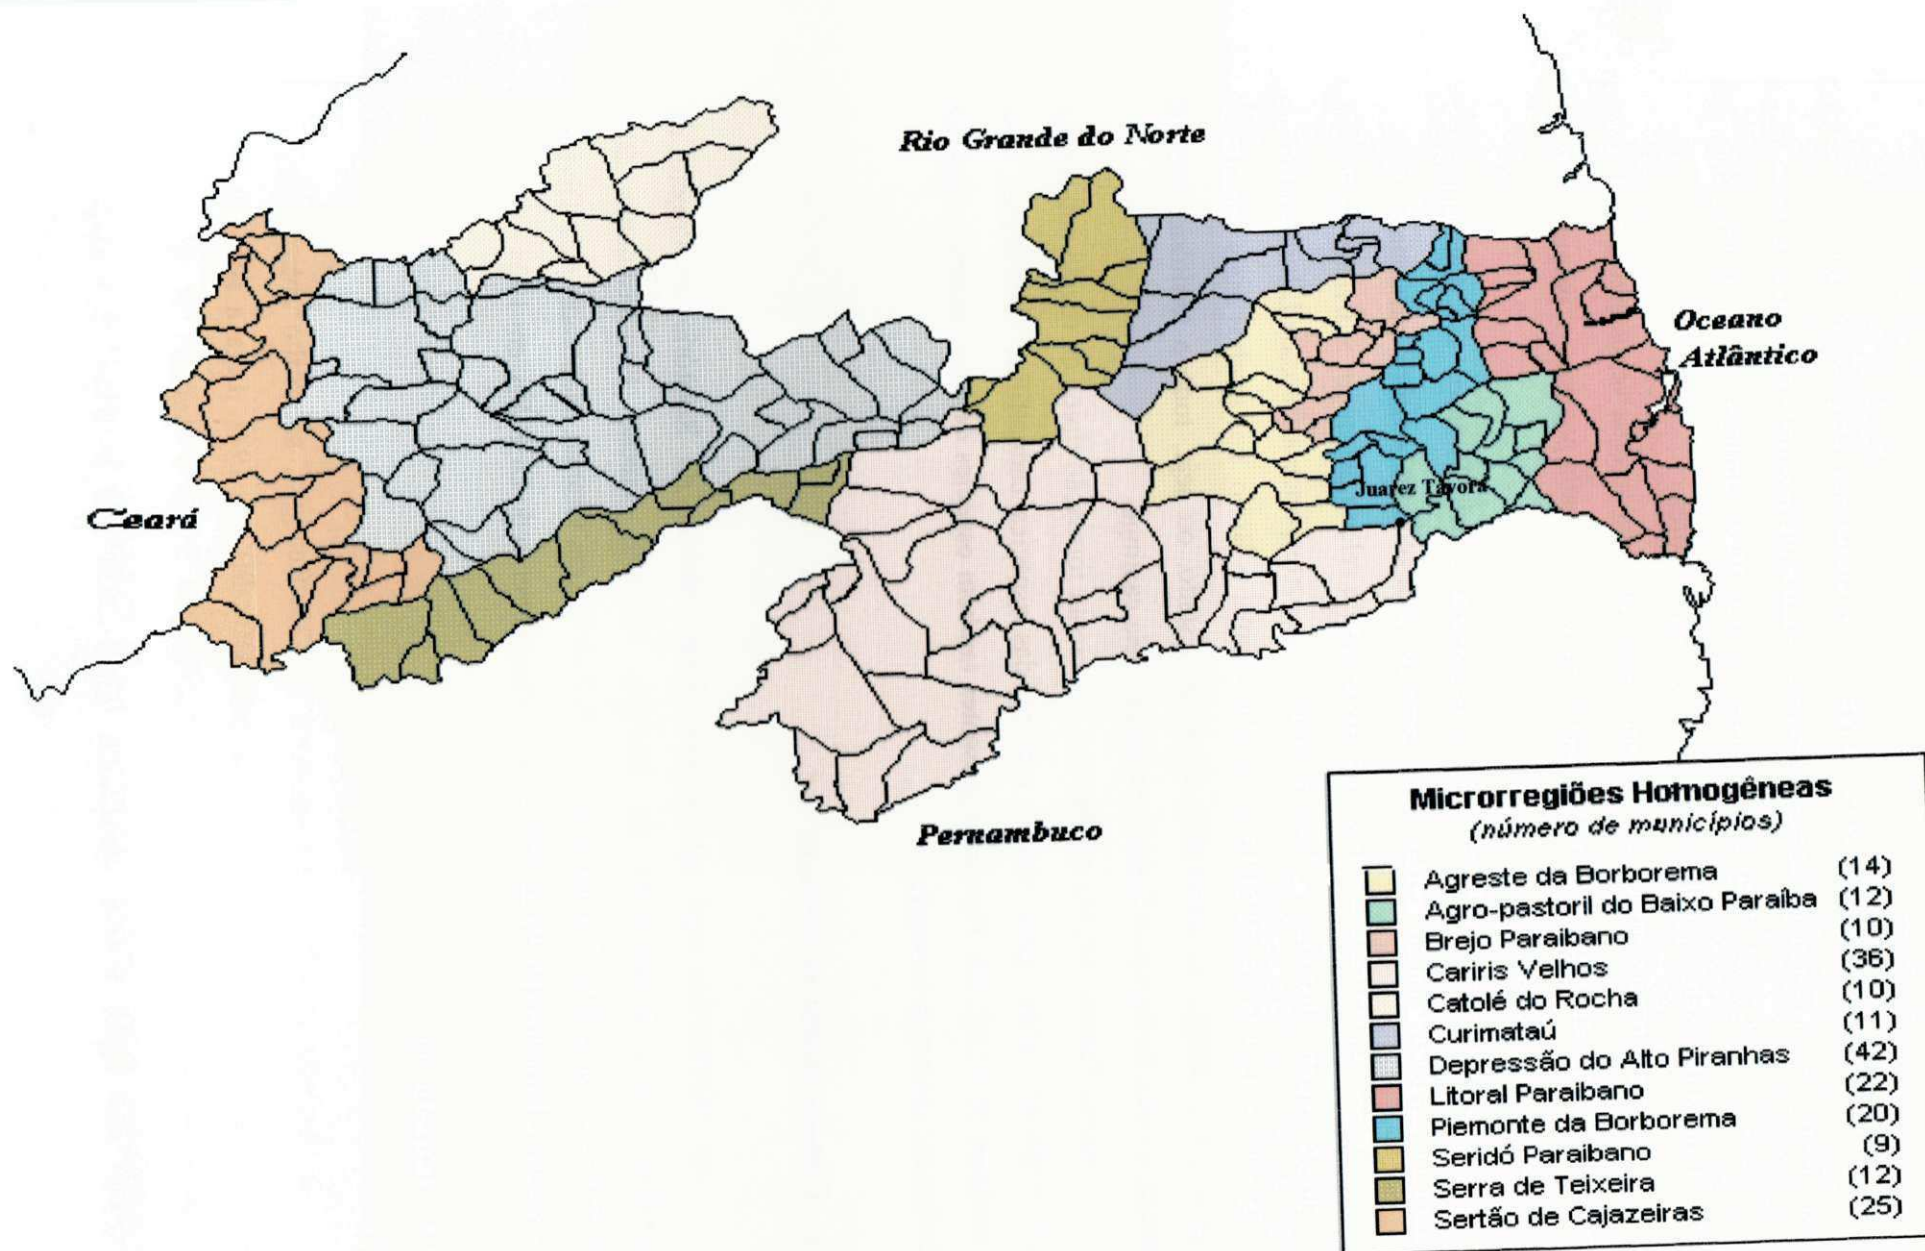 Rio Grande do Norte
Oceano
Atlântico
Ceará
Juarez Távora
Pernambuco
Microrregiões Homogêneas
(número de municípios)
Agreste da Borborema (14)
Agro-pastoril do Baixo Paraíba (12)
Brejo Paraibano (10)
Cariris Velhos (36)
Catolé do Rocha (10)
Curimataú (11)
Depressão do Alto Piranhas (42)
Litoral Paraibano (22)
Piemonte da Borborema (20)
Seridó Paraibano (9)
Serra de Teixeira (12)
Sertão de Cajazeiras (25)